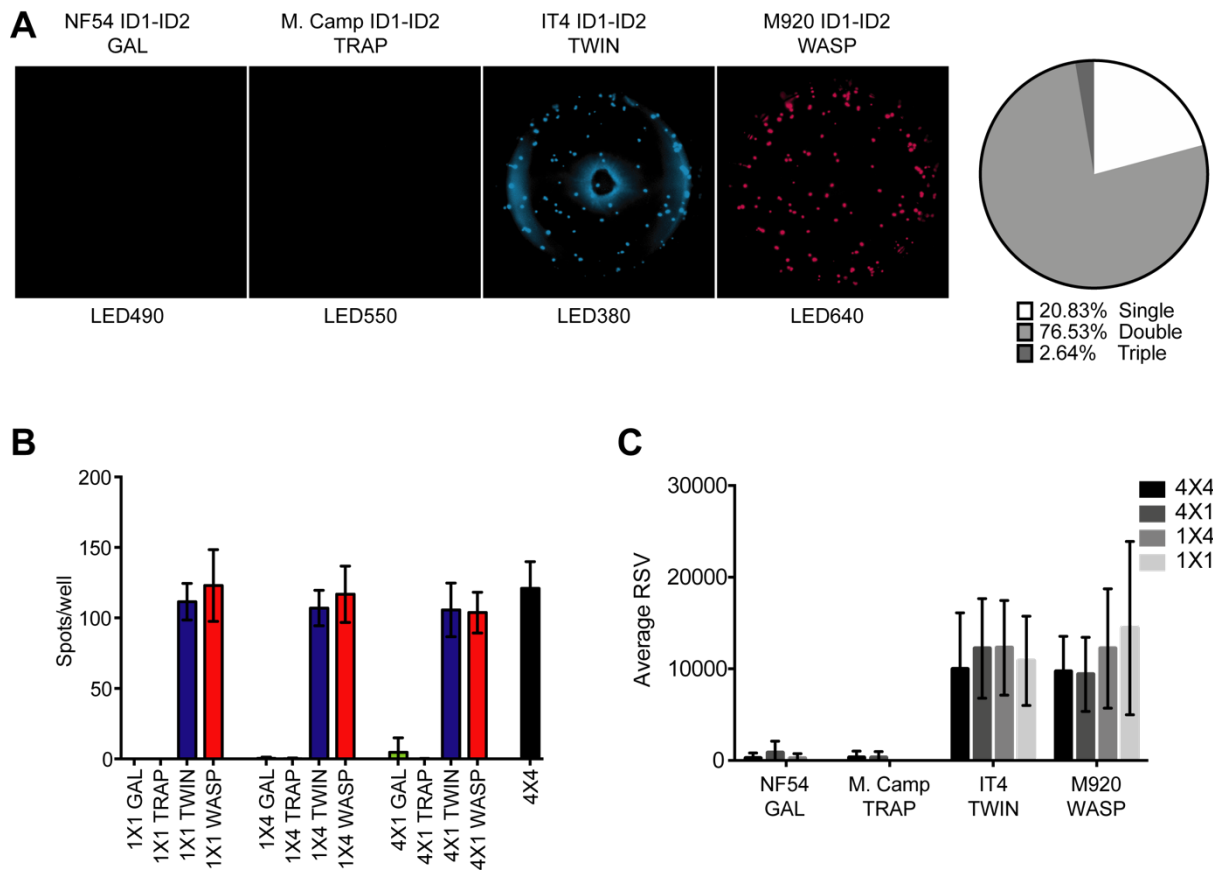 A
NF54 ID1-ID2
GAL
M. Camp ID1-ID2
TRAP
IT4 ID1-ID2
TWIN
M920 ID1-ID2
WASP
LED490
LED550
LED380
LED640
20.83% Single
76.53% Double
2.64% Triple
B
Spots/well
200
150
100
50
0
1X1 GAL
1X1 TRAP
1X1 TWIN
1X1 WASP
1X4 GAL
1X4 TRAP
1X4 TWIN
1X4 WASP
4X1 GAL
4X1 TRAP
4X1 TWIN
4X1 WASP
4X4
C
Average RSV
30000
20000
10000
0
NF54
GAL
M. Camp
TRAP
IT4
TWIN
M920
WASP
4X4
4X1
1X4
1X1